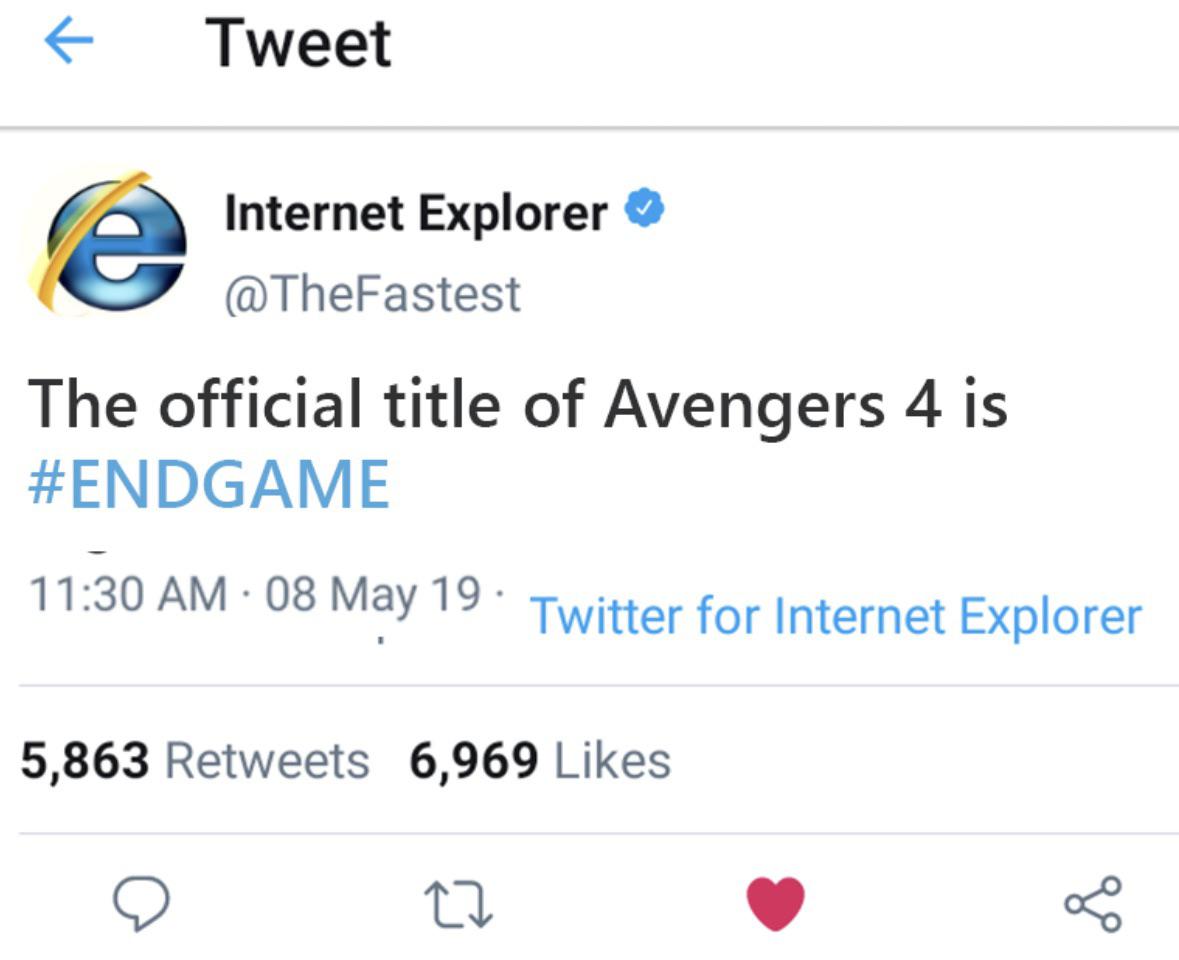 Tweet
Internet Explorer
@TheFastest
The official title of Avengers 4 is
#ENDGAME
11:30 AM · 08 May 19 · Twitter for Internet Explorer
5,863 Retweets 6,969 Likes